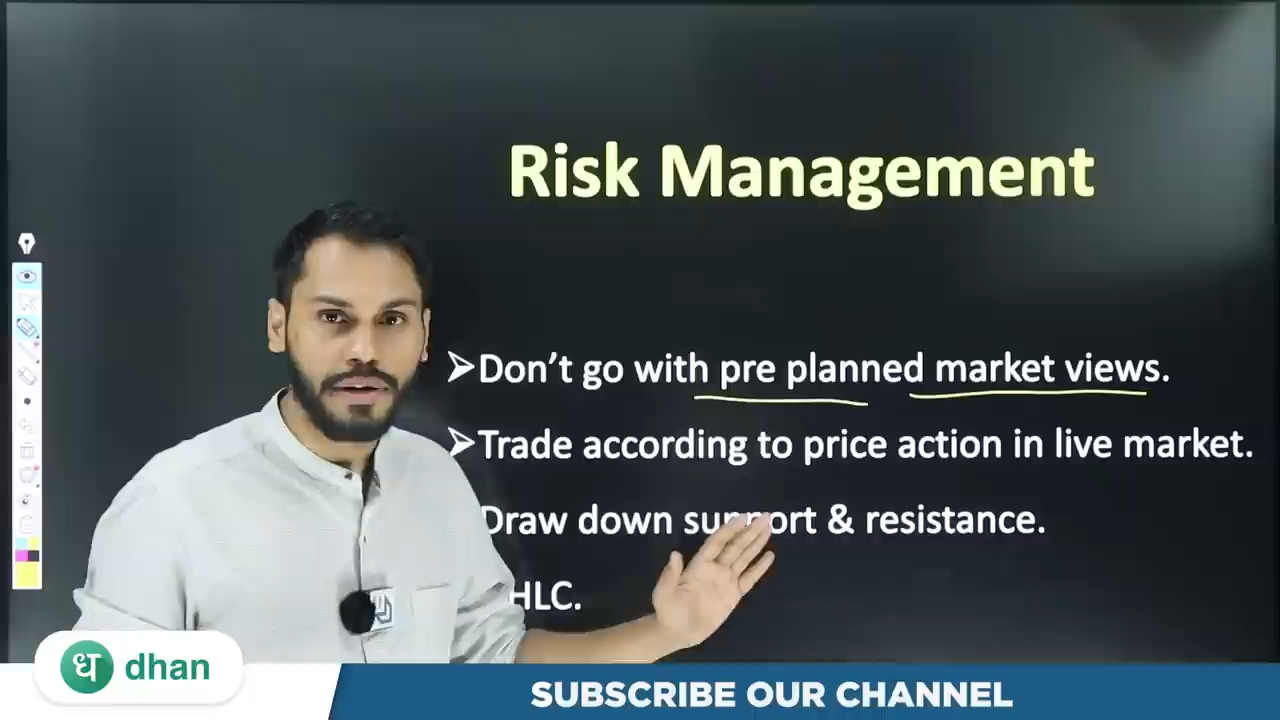 Risk Management
➢Don't go with pre planned market views.
➢Trade according to price action in live market.
Draw down support & resistance.
HLC.
ध dhan
SUBSCRIBE OUR CHANNEL